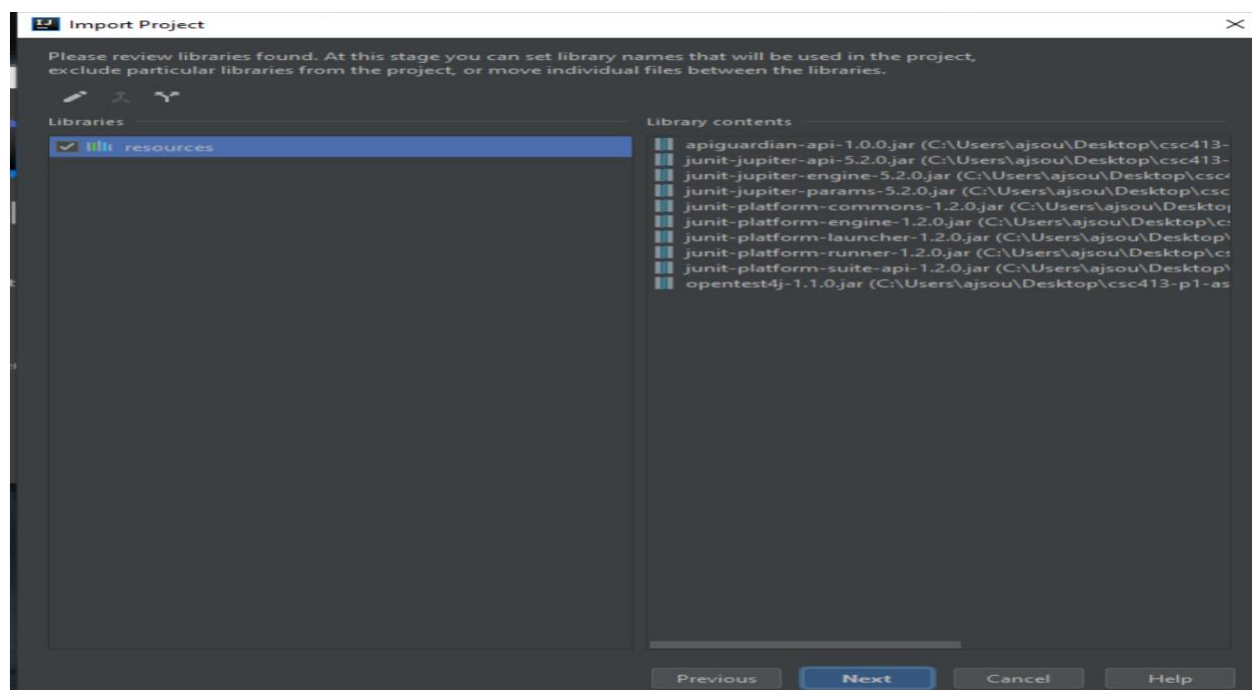 Import Project
Please review libraries found. At this stage you can set library names that will be used in the project,
exclude particular libraries from the project, or move individual files between the libraries.
Libraries
Library contents
resources
apiguardian-api-1.0.0.jar (C:\Users\ajsou\Desktop\csc413-
junit-jupiter-api-5.2.0.jar (C:\Users\ajsou\Desktop\csc413-
junit-jupiter-engine-5.2.0.jar (C:\Users\ajsou\Desktop\csc4
junit-jupiter-params-5.2.0.jar (C:\Users\ajsou\Desktop\csc
junit-platform-commons-1.2.0.jar (C:\Users\ajsou\Desktop
junit-platform-engine-1.2.0.jar (C:\Users\ajsou\Desktop\c
junit-platform-launcher-1.2.0.jar (C:\Users\ajsou\Desktop\
junit-platform-runner-1.2.0.jar (C:\Users\ajsou\Desktop\cs
junit-platform-suite-api-1.2.0.jar (C:\Users\ajsou\Desktop\
opentest4j-1.1.0.jar (C:\Users\ajsou\Desktop\csc413-p1-as
Previous
Next
Cancel
Help